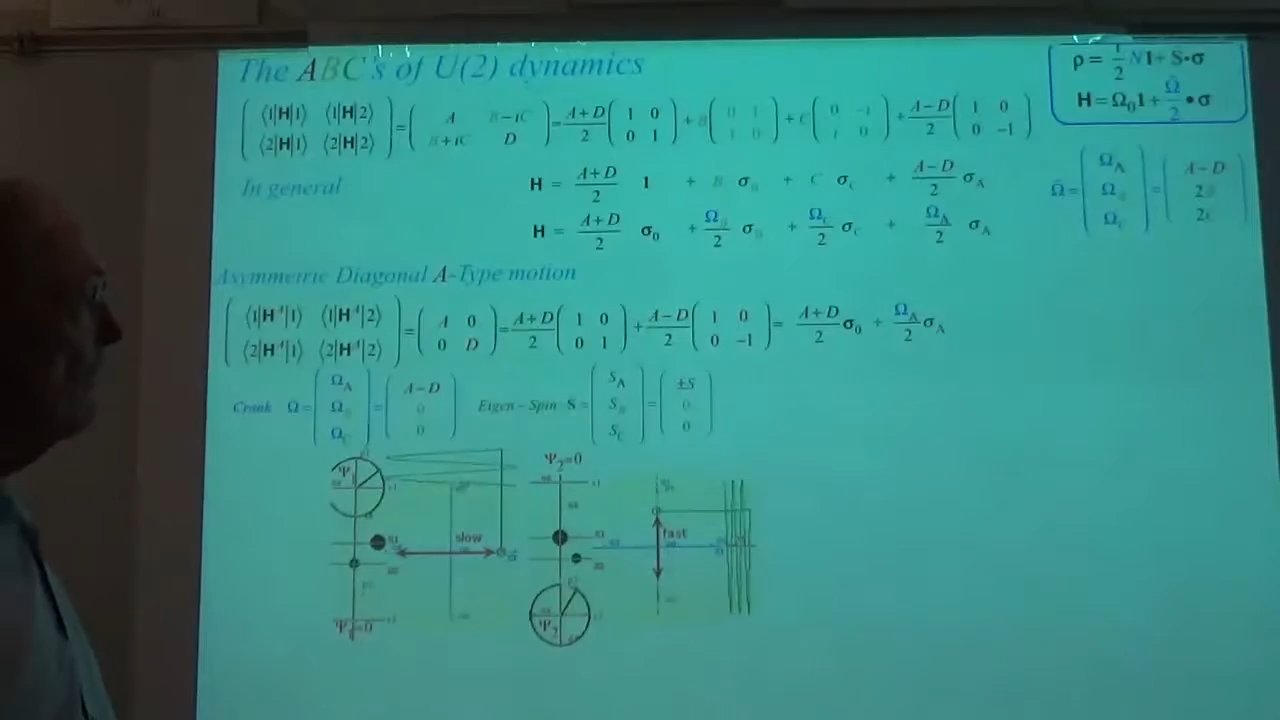 The ABC's of U(2) dynamics
ρ = 1/2 N1 + S•σ
H = Ω₀1 + Ω̂/2 •σ
( ⟨1|H|1⟩ ⟨1|H|2⟩ ; ⟨2|H|1⟩ ⟨2|H|2⟩ ) = ( A B−iC ; B+iC D ) = A+D/2 ( 1 0 ; 0 1 ) + B ( 0 1 ; 1 0 ) + C ( 0 −i ; i 0 ) + A−D/2 ( 1 0 ; 0 −1 )
In general
H = A+D/2 1 + B σ_B + C σ_C + A−D/2 σ_A
Ω̂ = ( Ω_A ; Ω_B ; Ω_C ) = ( A−D ; 2B ; 2C )
H = A+D/2 σ₀ + Ω_B/2 σ_B + Ω_C/2 σ_C + Ω_A/2 σ_A
Asymmetric Diagonal A-Type motion
( ⟨1|H^A|1⟩ ⟨1|H^A|2⟩ ; ⟨2|H^A|1⟩ ⟨2|H^A|2⟩ ) = ( A 0 ; 0 D ) = A+D/2 ( 1 0 ; 0 1 ) + A−D/2 ( 1 0 ; 0 −1 ) = A+D/2 σ₀ + Ω_A/2 σ_A
Crank Ω̂ = ( Ω_A ; Ω_B ; Ω_C ) = ( A−D ; 0 ; 0 ) Eigen−Spin S = ( S_A ; S_B ; S_C ) = ( ±S ; 0 ; 0 )
Ψ₁
Ψ₂=0
slow
fast
Ψ₁=0
Ψ₂